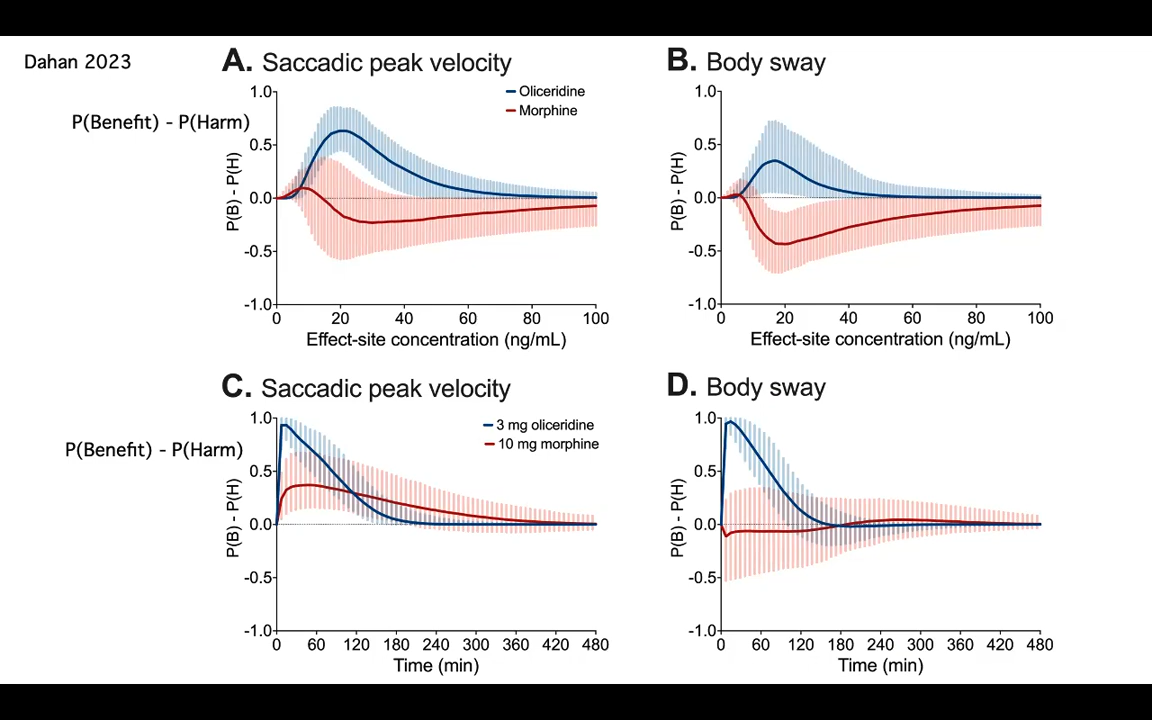 Dahan 2023
A. Saccadic peak velocity
Oliceridine
Morphine
P(Benefit) - P(Harm)
P(B) - P(H)
1.0
0.5
0.0
-0.5
-1.0
0 20 40 60 80 100
Effect-site concentration (ng/mL)
B. Body sway
P(B) - P(H)
1.0
0.5
0.0
-0.5
-1.0
0 20 40 60 80 100
Effect-site concentration (ng/mL)
C. Saccadic peak velocity
3 mg oliceridine
10 mg morphine
P(Benefit) - P(Harm)
P(B) - P(H)
1.0
0.5
0.0
-0.5
-1.0
0 60 120 180 240 300 360 420 480
Time (min)
D. Body sway
P(B) - P(H)
1.0
0.5
0.0
-0.5
-1.0
0 60 120 180 240 300 360 420 480
Time (min)